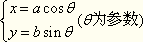 x = a cos θ
y = b sin θ (θ为参数)